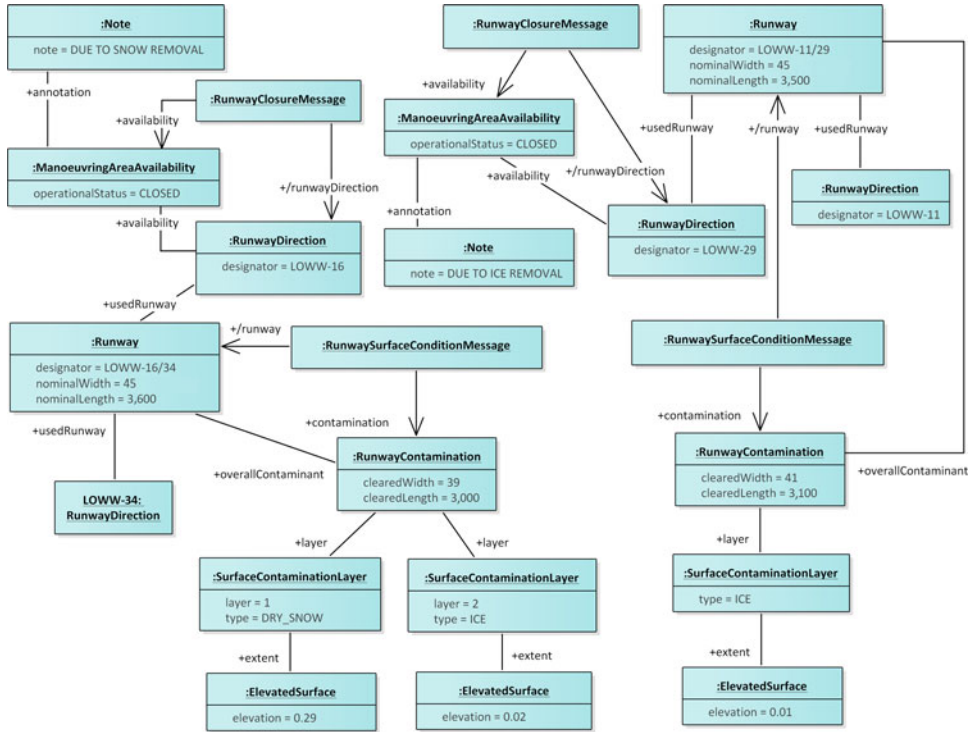 :Note
note = DUE TO SNOW REMOVAL
+annotation
:RunwayClosureMessage
+availability
:ManoeuvringAreaAvailability
operationalStatus = CLOSED
+/runwayDirection
+availability
:RunwayDirection
designator = LOWW-16
+usedRunway
:Runway
designator = LOWW-16/34
nominalWidth = 45
nominalLength = 3,600
+/runway
:RunwaySurfaceConditionMessage
+usedRunway
LOWW-34:
RunwayDirection
+contamination
+overallContaminant
:RunwayContamination
clearedWidth = 39
clearedLength = 3,000
+layer
+layer
:SurfaceContaminationLayer
layer = 1
type = DRY_SNOW
:SurfaceContaminationLayer
layer = 2
type = ICE
+extent
+extent
:ElevatedSurface
elevation = 0.29
:ElevatedSurface
elevation = 0.02
:RunwayClosureMessage
+availability
:ManoeuvringAreaAvailability
operationalStatus = CLOSED
+availability
+/runwayDirection
+annotation
:Note
note = DUE TO ICE REMOVAL
:RunwayDirection
designator = LOWW-29
:Runway
designator = LOWW-11/29
nominalWidth = 45
nominalLength = 3,500
+usedRunway
+/runway
+usedRunway
:RunwayDirection
designator = LOWW-11
:RunwaySurfaceConditionMessage
+contamination
:RunwayContamination
clearedWidth = 41
clearedLength = 3,100
+overallContaminant
+layer
:SurfaceContaminationLayer
type = ICE
+extent
:ElevatedSurface
elevation = 0.01